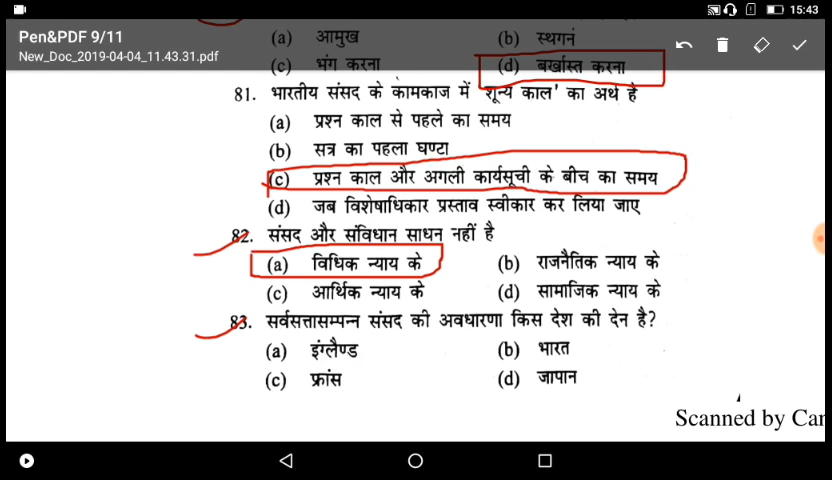 15:43
Pen&PDF 9/11
New_Doc_2019-04-04_11.43.31.pdf
(a) आमुख (b) स्थगन
(c) भंग करना (d) बर्खास्त करना
81. भारतीय संसद के कामकाज में 'शून्य काल' का अर्थ है
(a) प्रश्न काल से पहले का समय
(b) सत्र का पहला घण्टा
(c) प्रश्न काल और अगली कार्यसूची के बीच का समय
(d) जब विशेषाधिकार प्रस्ताव स्वीकार कर लिया जाए
82. संसद और संविधान साधन नहीं है
(a) विधिक न्याय के (b) राजनैतिक न्याय के
(c) आर्थिक न्याय के (d) सामाजिक न्याय के
83. सर्वसत्तासम्पन्न संसद की अवधारणा किस देश की देन है?
(a) इंग्लैण्ड (b) भारत
(c) फ्रांस (d) जापान
Scanned by Car